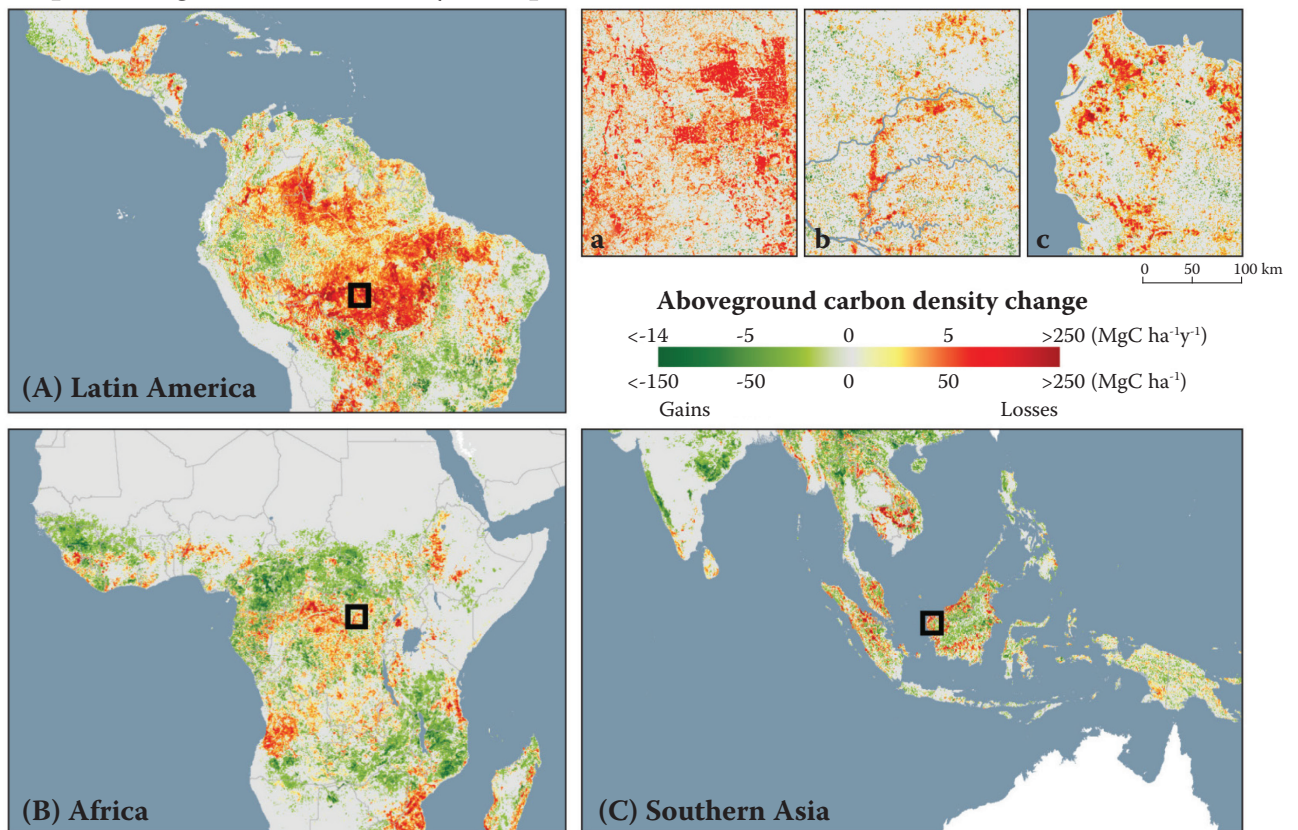 a
b
c
0 50 100 km
Aboveground carbon density change
<-14 -5 0 5 >250 (MgC ha⁻¹y⁻¹)
<-150 -50 0 50 >250 (MgC ha⁻¹)
Gains Losses
(A) Latin America
(B) Africa
(C) Southern Asia